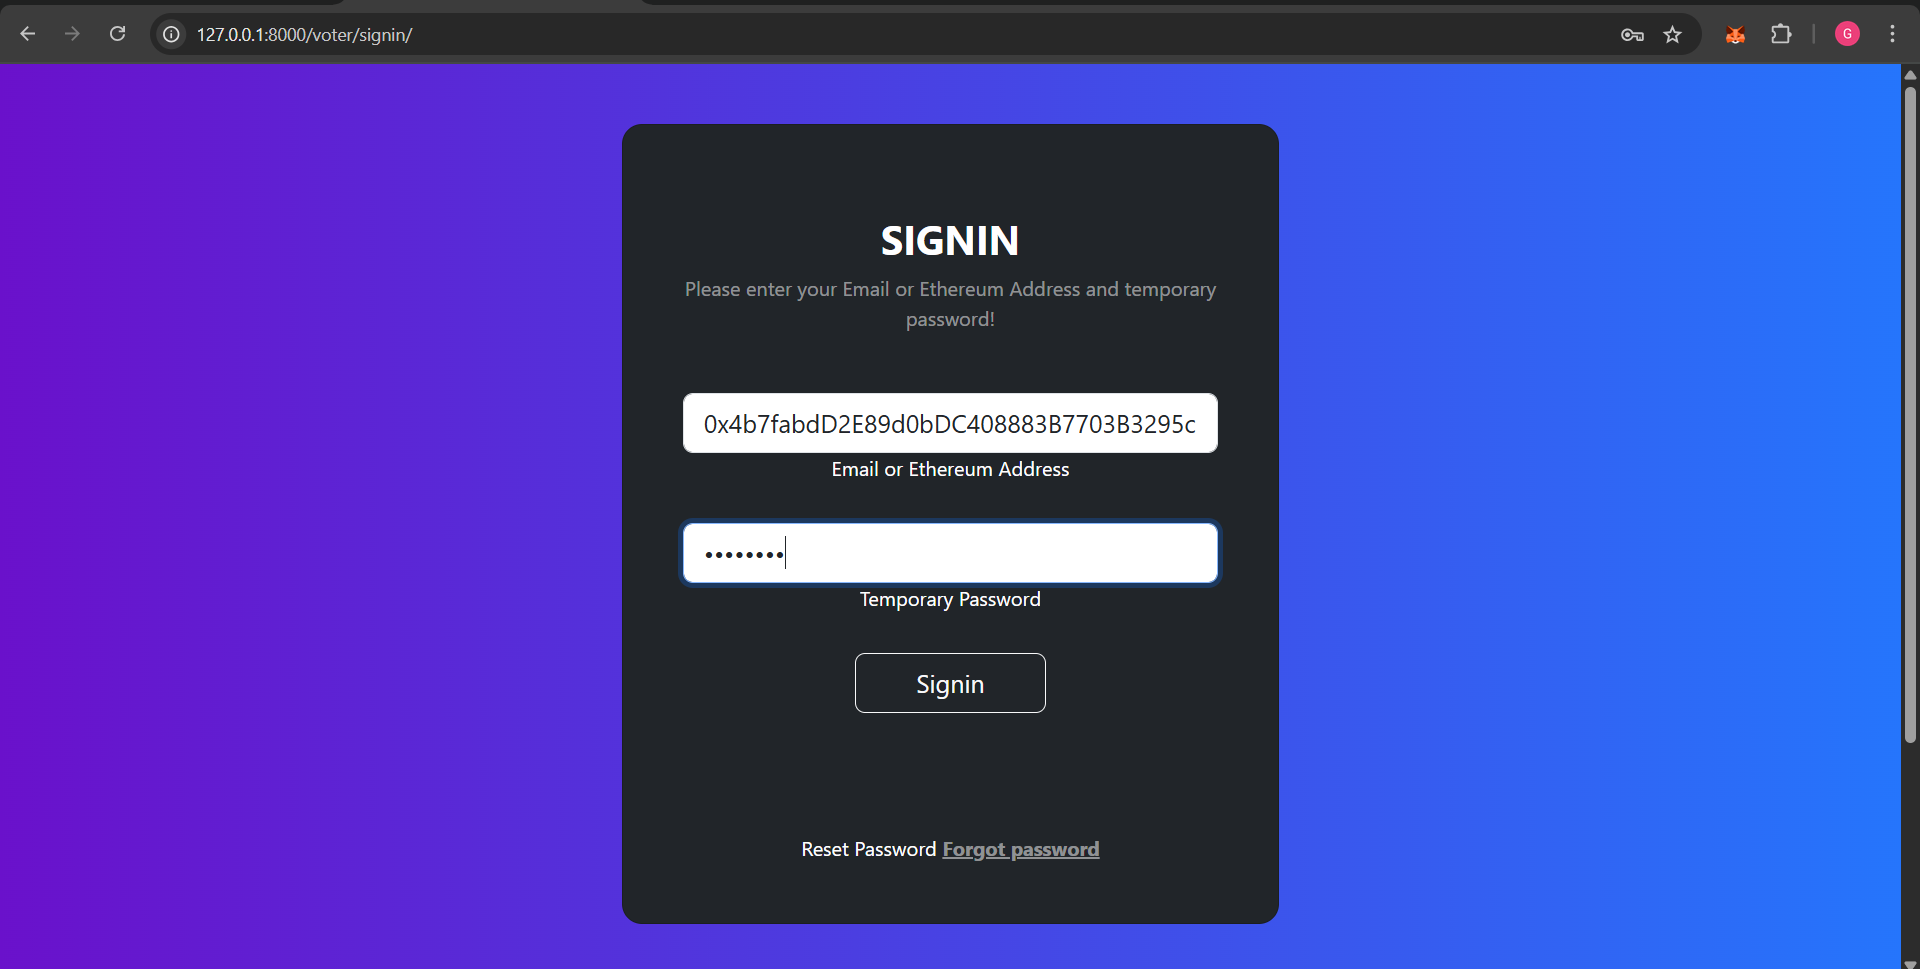 127.0.0.1:8000/voter/signin/
G
SIGNIN
Please enter your Email or Ethereum Address and temporary
password!
0x4b7fabdD2E89d0bDC408883B7703B3295c
Email or Ethereum Address
••••••••
Temporary Password
Signin
Reset Password Forgot password